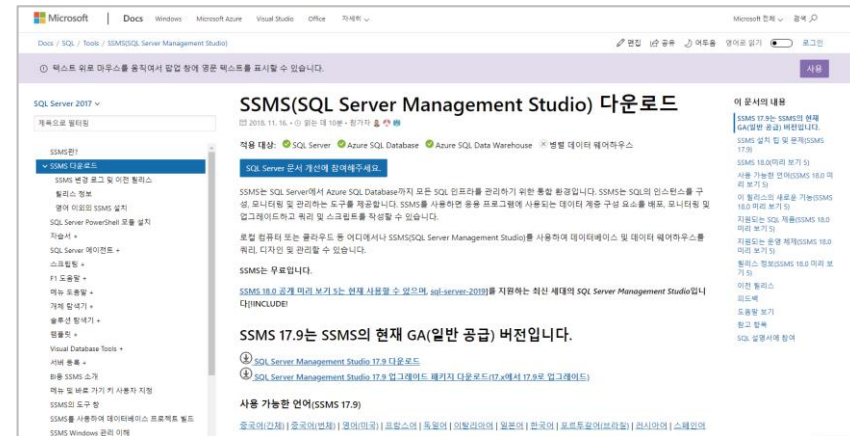 Microsoft | Docs Windows Microsoft Azure Visual Studio Office 자세히 Microsoft 전체 검색
Docs / SQL / Tools / SSMS(SQL Server Management Studio) 편집 공유 어두움 영어로 읽기 로그인
텍스트 위로 마우스를 움직여서 팝업 창에 영문 텍스트를 표시할 수 있습니다. 사용
SQL Server 2017
제목으로 필터링
SSMS란?
SSMS 다운로드
SSMS 변경 로그 및 이전 릴리스
릴리스 정보
영어 이외의 SSMS 설치
SQL Server PowerShell 모듈 설치
자습서 +
SQL Server 에이전트 +
스크립팅 +
F1 도움말 +
메뉴 도움말 +
개체 탐색기 +
솔루션 탐색기 +
템플릿 +
Visual Database Tools +
서버 등록 +
BI용 SSMS 소개
메뉴 및 바로 가기 키 사용자 지정
SSMS의 도구 창
SSMS를 사용하여 데이터베이스 프로젝트 빌드
SSMS Windows 관리 이해
SSMS(SQL Server Management Studio) 다운로드
2018. 11. 16. • 읽는 데 10분 • 참가자
적용 대상: SQL Server Azure SQL Database Azure SQL Data Warehouse 병렬 데이터 웨어하우스
SQL Server 문서 개선에 참여해주세요.
SSMS는 SQL Server에서 Azure SQL Database까지 모든 SQL 인프라를 관리하기 위한 통합 환경입니다. SSMS는 SQL의 인스턴스를 구
성, 모니터링 및 관리하는 도구를 제공합니다. SSMS를 사용하면 응용 프로그램에 사용되는 데이터 계층 구성 요소를 배포, 모니터링 및
업그레이드하고 쿼리 및 스크립트를 작성할 수 있습니다.
로컬 컴퓨터 또는 클라우드 등 어디에서나 SSMS(SQL Server Management Studio)를 사용하여 데이터베이스 및 데이터 웨어하우스를
쿼리, 디자인 및 관리할 수 있습니다.
SSMS는 무료입니다.
SSMS 18.0 공개 미리 보기 5는 현재 사용할 수 있으며, sql-server-2019]를 지원하는 최신 세대의 SQL Server Management Studio입니
다[!INCLUDE!
SSMS 17.9는 SSMS의 현재 GA(일반 공급) 버전입니다.
SQL Server Management Studio 17.9 다운로드
SQL Server Management Studio 17.9 업그레이드 패키지 다운로드(17.x에서 17.9로 업그레이드)
사용 가능한 언어(SSMS 17.9)
중국어(간체) | 중국어(번체) | 영어(미국) | 프랑스어 | 독일어 | 이탈리아어 | 일본어 | 한국어 | 포르투갈어(브라질) | 러시아어 | 스페인어
이 문서의 내용
SSMS 17.9는 SSMS의 현재
GA(일반 공급) 버전입니다.
SSMS 설치 팁 및 문제(SSMS
17.9)
SSMS 18.0(미리 보기 5)
사용 가능한 언어(SSMS 18.0 미
리 보기 5)
이 릴리스의 새로운 기능(SSMS
18.0 미리 보기 5)
지원되는 SQL 제품(SSMS 18.0
미리 보기 5)
지원되는 운영 체제(SSMS 18.0
미리 보기 5)
릴리스 정보(SSMS 18.0 미리 보
기 5)
이전 릴리스
피드백
도움말 보기
참고 항목
SQL 설명서에 참여